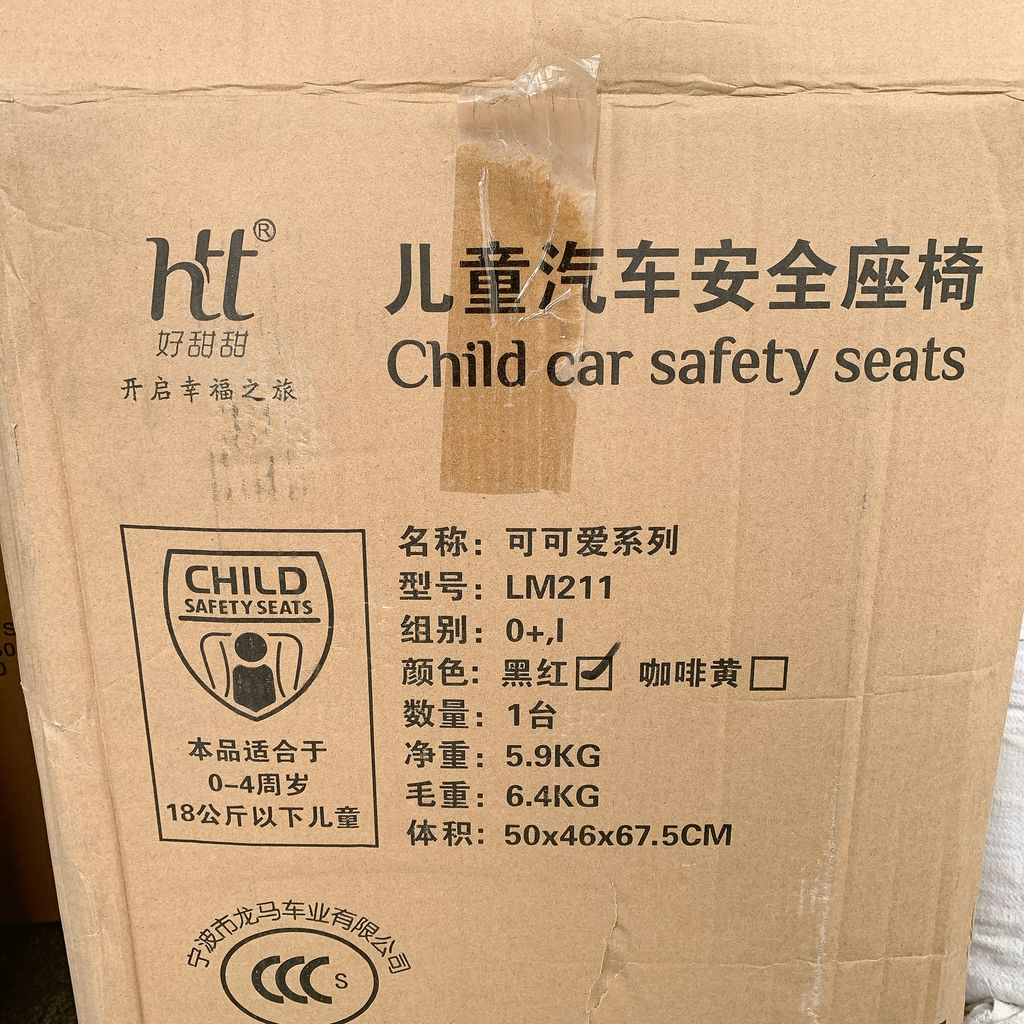 htt®
好甜甜
开启幸福之旅
儿童汽车安全座椅
Child car safety seats
CHILD
SAFETY SEATS
本品适合于
0-4周岁
18公斤以下儿童
名称：可可爱系列
型号：LM211
组别：0+,I
颜色：黑红☑ 咖啡黄☐
数量：1台
净重：5.9KG
毛重：6.4KG
体积：50x46x67.5CM
宁波市龙马车业有限公司
CCC S